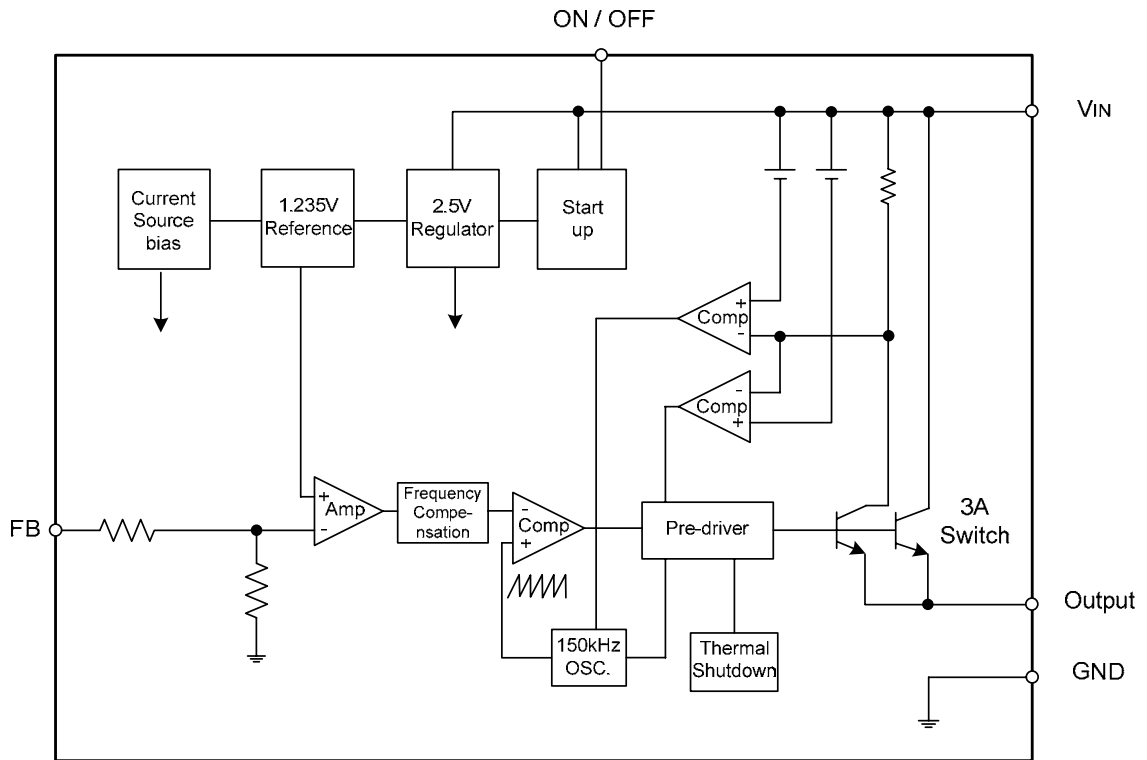 ON / OFF
VIN
Current
Source
bias
1.235V
Reference
2.5V
Regulator
Start
up
+
Comp
-
-
Comp
+
FB
+
Amp
-
Frequency
Compe-
nsation
-
Comp
+
Pre-driver
3A
Switch
150kHz
OSC.
Thermal
Shutdown
Output
GND